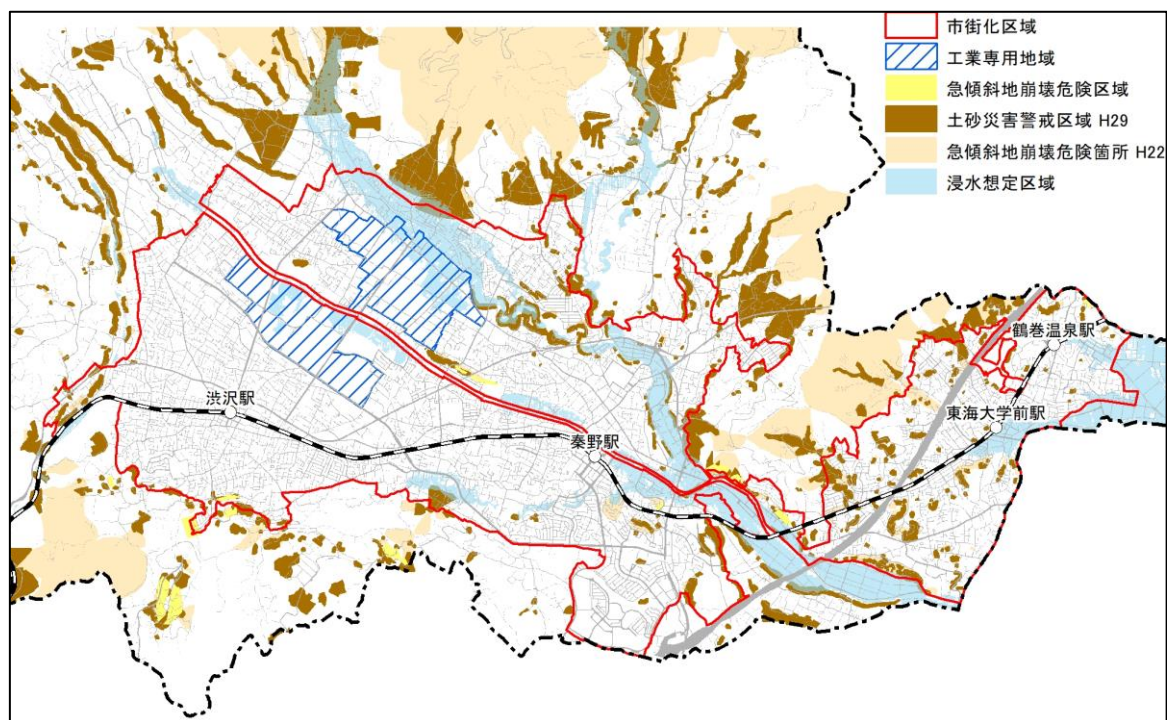 市街化区域
工業専用地域
急傾斜地崩壊危険区域
土砂災害警戒区域 H29
急傾斜地崩壊危険箇所 H22
浸水想定区域
鶴巻温泉駅
渋沢駅
東海大学前駅
秦野駅